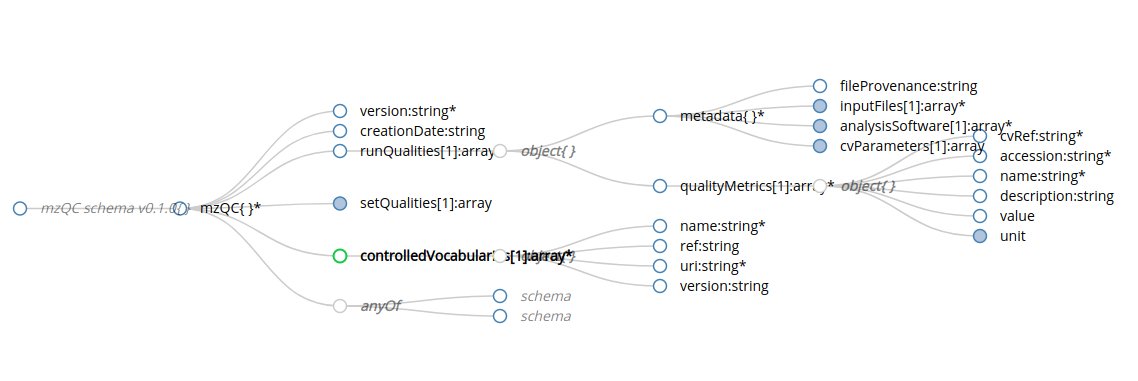 mzQC schema v0.1.0{ }
mzQC{ }*
version:string*
creationDate:string
runQualities[1]:array
object{ }
metadata{ }*
fileProvenance:string
inputFiles[1]:array*
analysisSoftware[1]:array*
cvParameters[1]:array
qualityMetrics[1]:array*
object{ }
cvRef:string*
accession:string*
name:string*
description:string
value
unit
setQualities[1]:array
controlledVocabularies[1]:array*
object{ }
name:string*
ref:string
uri:string*
version:string
anyOf
schema
schema